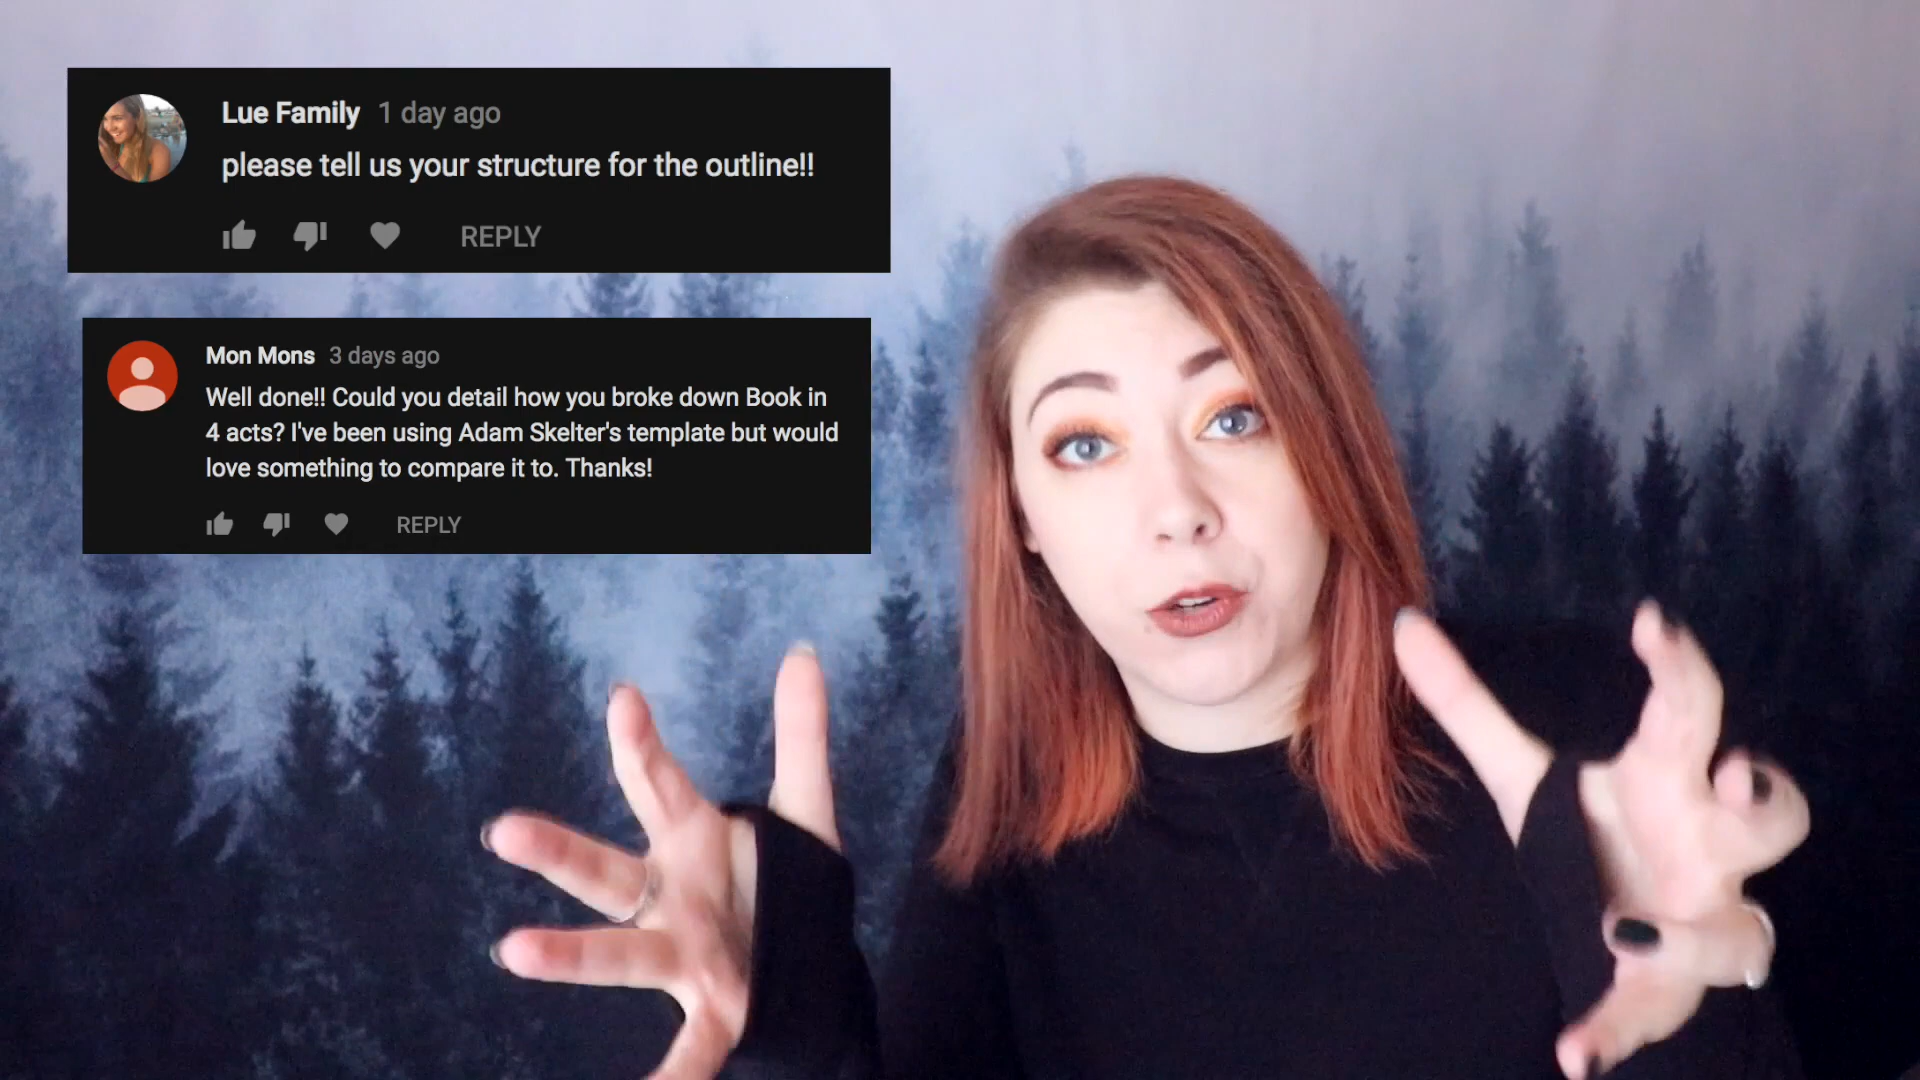 Lue Family 1 day ago
please tell us your structure for the outline!!
REPLY
Mon Mons 3 days ago
Well done!! Could you detail how you broke down Book in
4 acts? I've been using Adam Skelter's template but would
love something to compare it to. Thanks!
REPLY